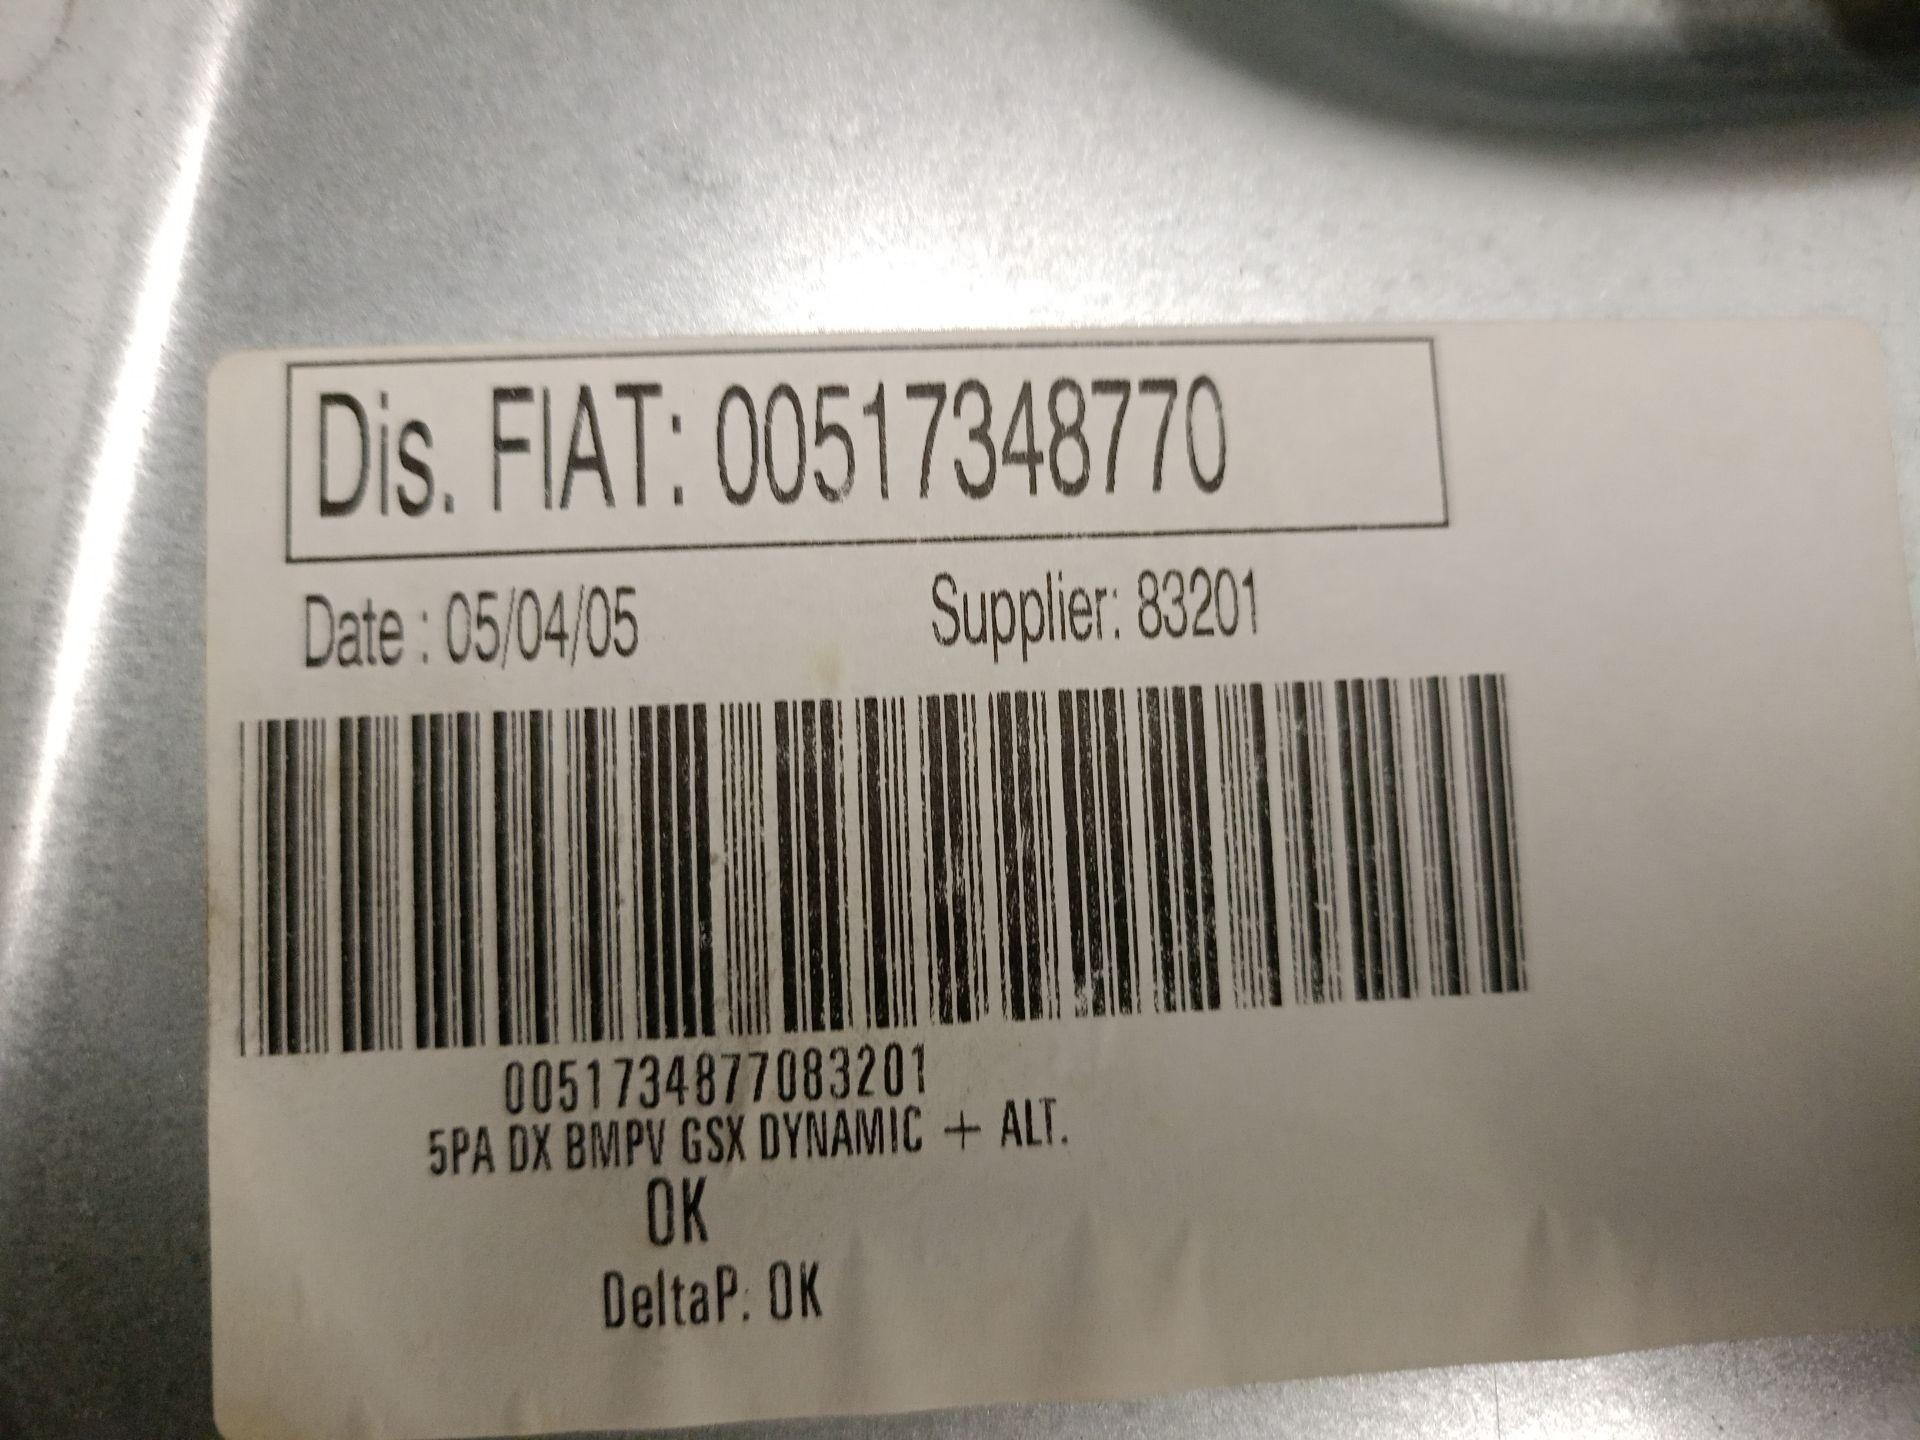 Dis. FIAT: 00517348770
Date : 05/04/05 Supplier: 83201
0051734877083201
5PA DX BMPV GSX DYNAMIC + ALT.
OK
DeltaP: OK